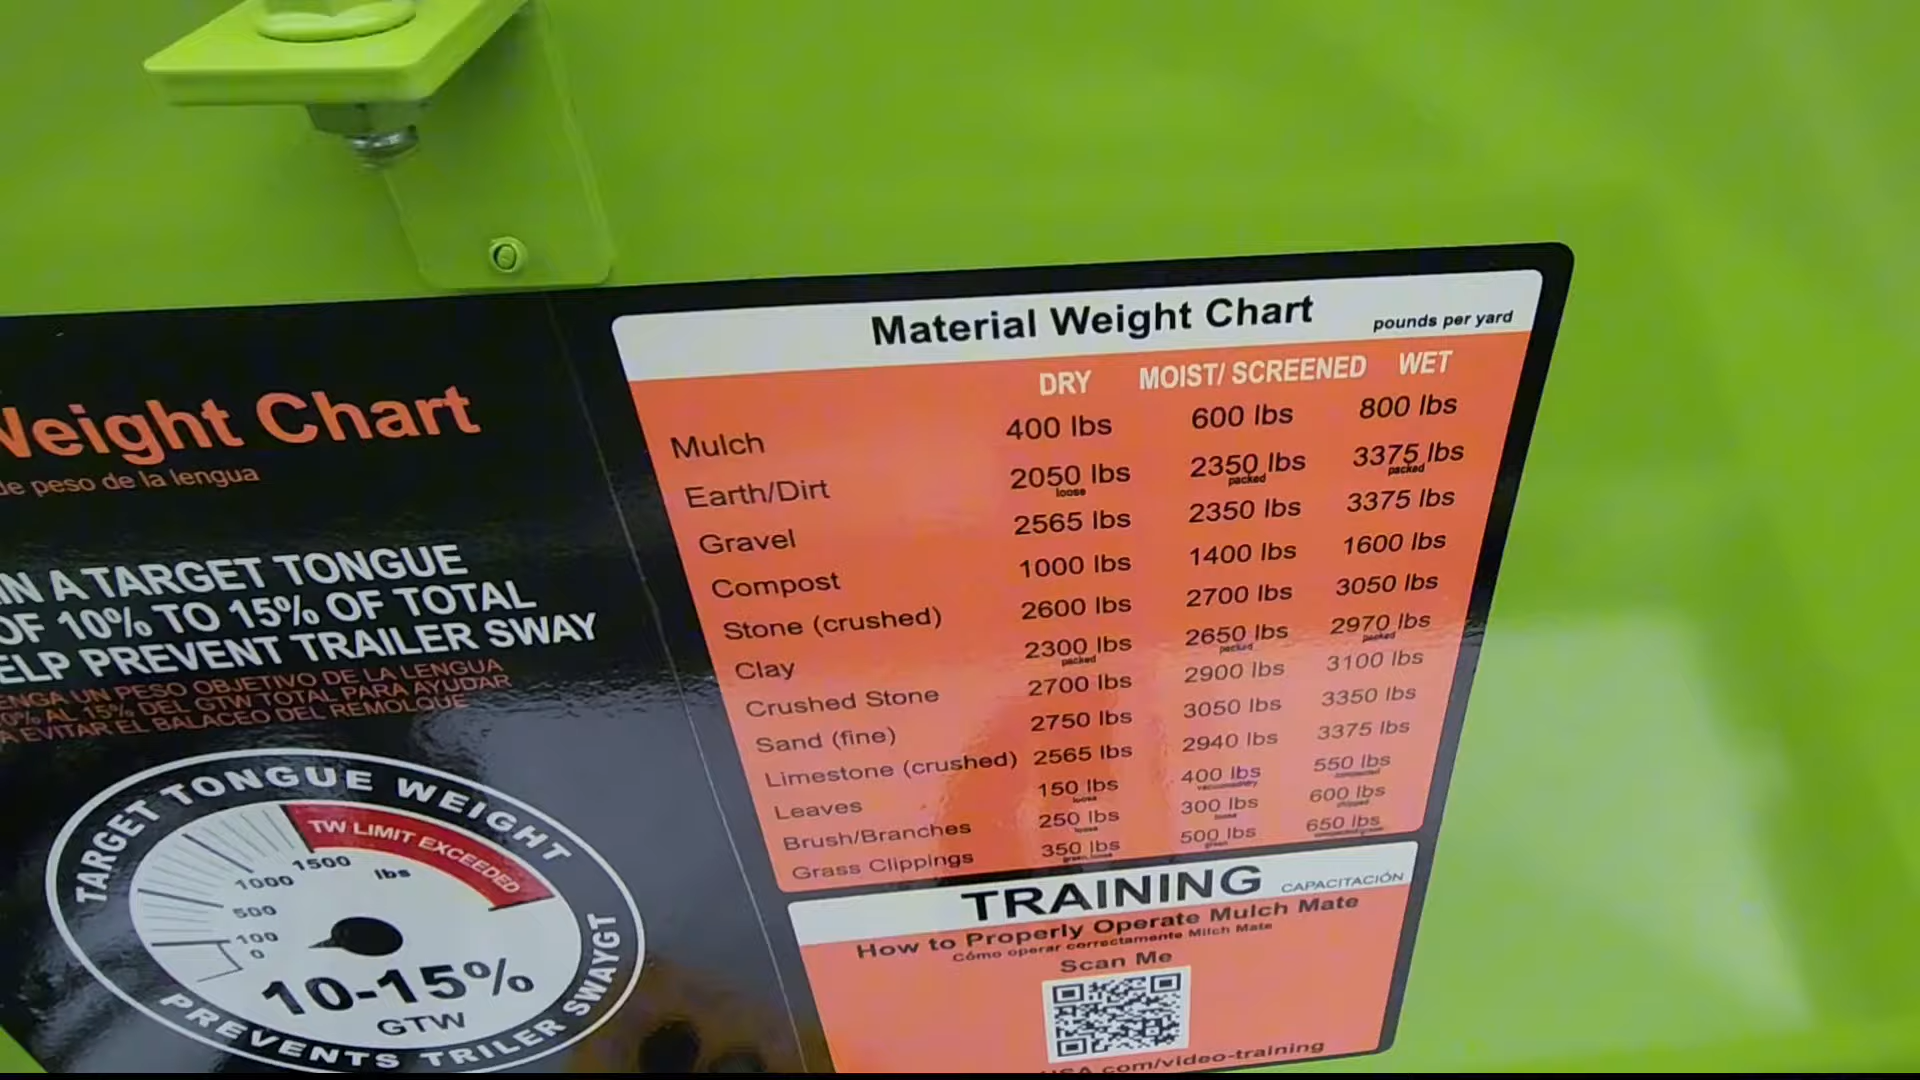 Weight Chart
de peso de la lengua
IN A TARGET TONGUE
OF 10% TO 15% OF TOTAL
ELP PREVENT TRAILER SWAY
ENGA UN PESO OBJETIVO DE LA LENGUA
0% AL 15% DEL GTW TOTAL PARA AYUDAR
A EVITAR EL BALACEO DEL REMOLQUE
TARGET TONGUE WEIGHT
TW LIMIT EXCEEDED
1500
lbs
1000
500
100
0
10-15%
GTW
PREVENTS TRILER SWAYGT
Material Weight Chart pounds per yard
DRY MOIST/ SCREENED WET
Mulch 400 lbs 600 lbs 800 lbs
Earth/Dirt 2050 lbs 2350 lbs 3375 lbs
loose packed packed
Gravel 2565 lbs 2350 lbs 3375 lbs
Compost 1000 lbs 1400 lbs 1600 lbs
Stone (crushed) 2600 lbs 2700 lbs 3050 lbs
Clay 2300 lbs 2650 lbs 2970 lbs
packed packed packed
Crushed Stone 2700 lbs 2900 lbs 3100 lbs
Sand (fine) 2750 lbs 3050 lbs 3350 lbs
Limestone (crushed) 2565 lbs 2940 lbs 3375 lbs
Leaves 150 lbs 400 lbs 550 lbs
loose
Brush/Branches 250 lbs 300 lbs 600 lbs
loose loose chipped
Grass Clippings 350 lbs 500 lbs 650 lbs
green
TRAINING CAPACITACIÓN
How to Properly Operate Mulch Mate
Cómo operar correctamente Milch Mate
Scan Me
USA.com/video-training